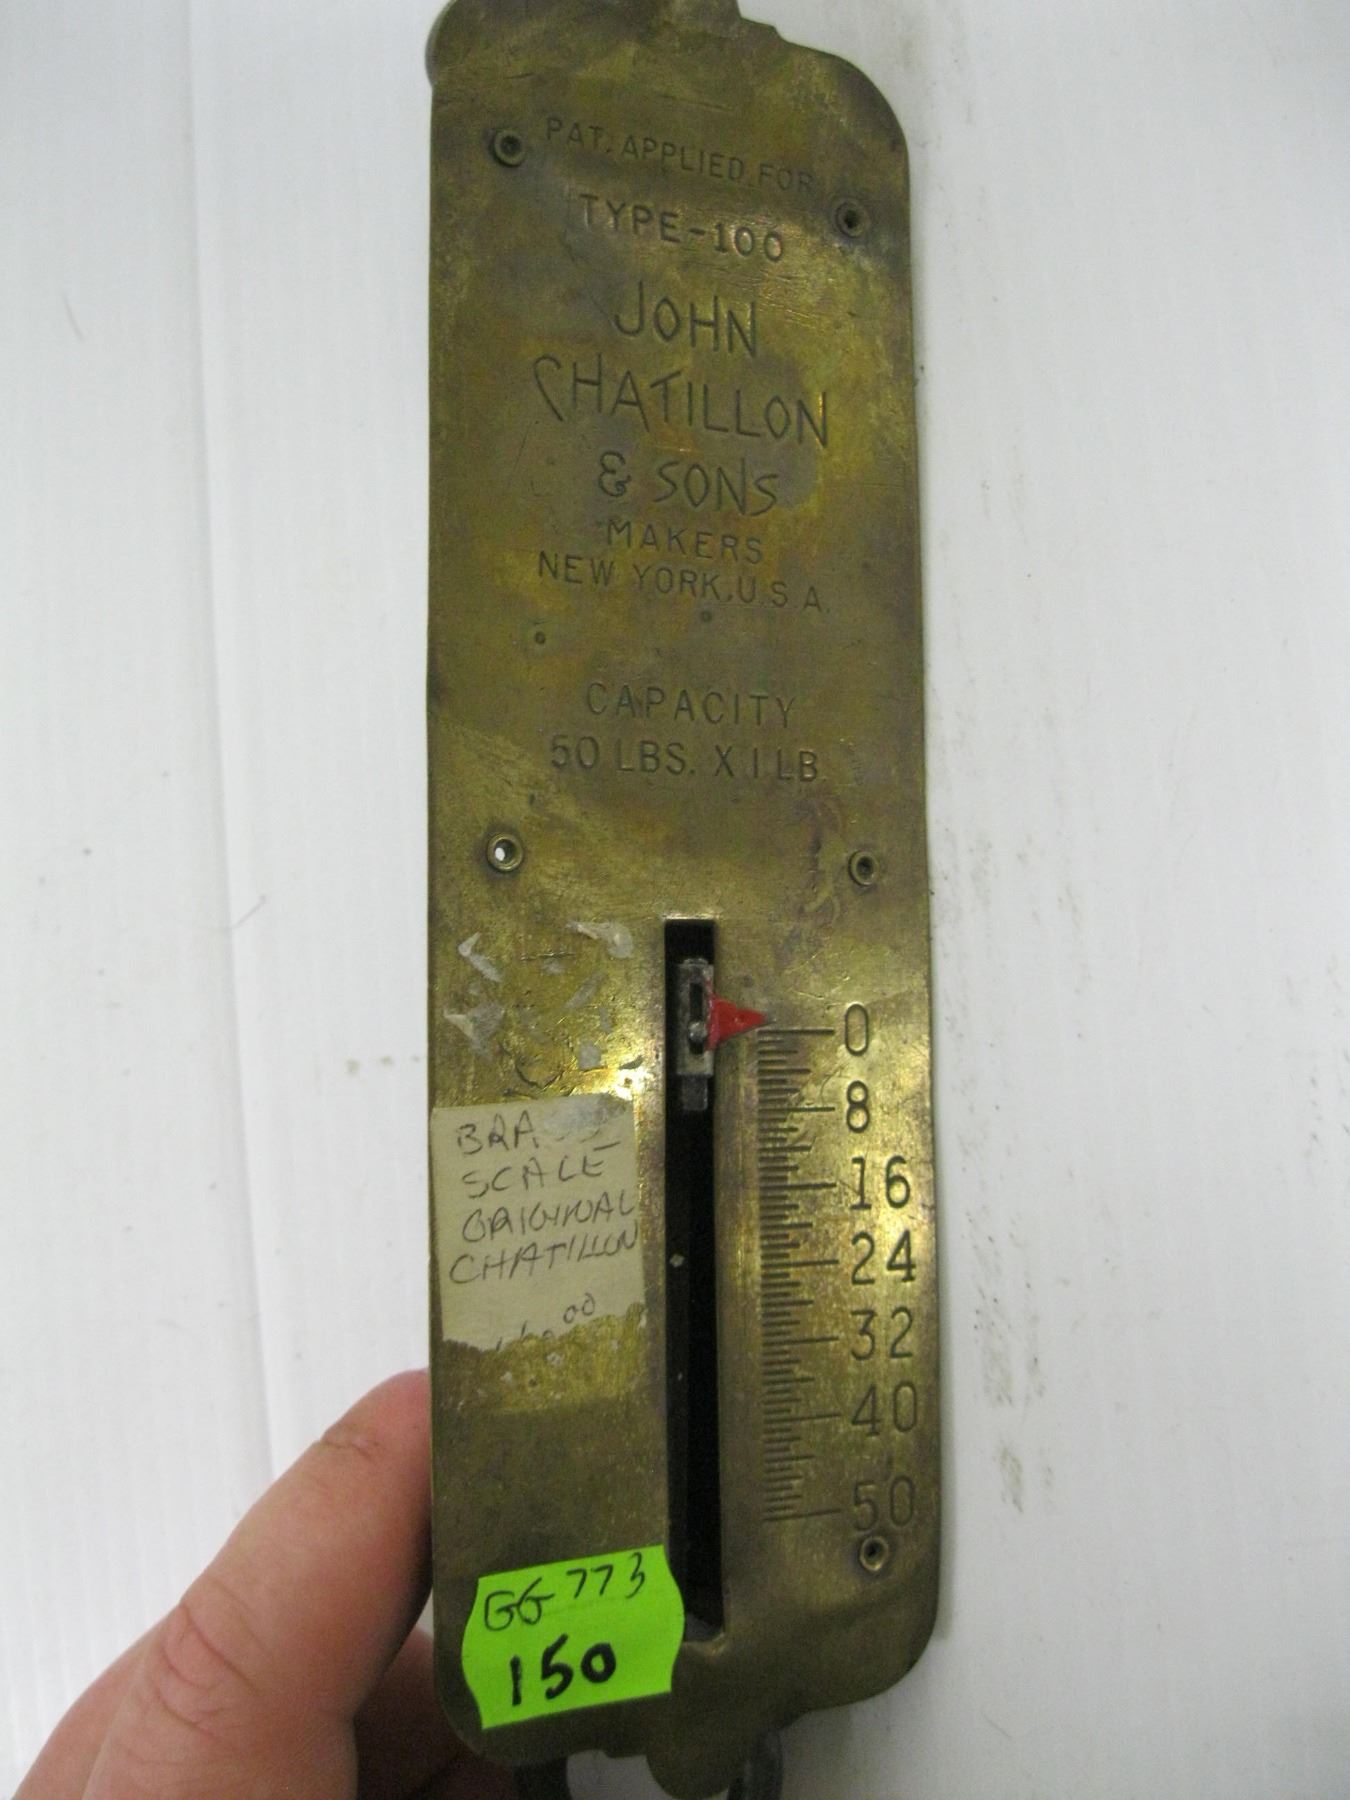 PAT. APPLIED FOR
TYPE-100
JOHN
CHATILLON
& SONS
MAKERS
NEW YORK, U.S.A.
CAPACITY
50 LBS. X 1 LB.
0
8
16
24
32
40
50
SCALE
ORIGINAL
CHATILLON
00
GG 773
150